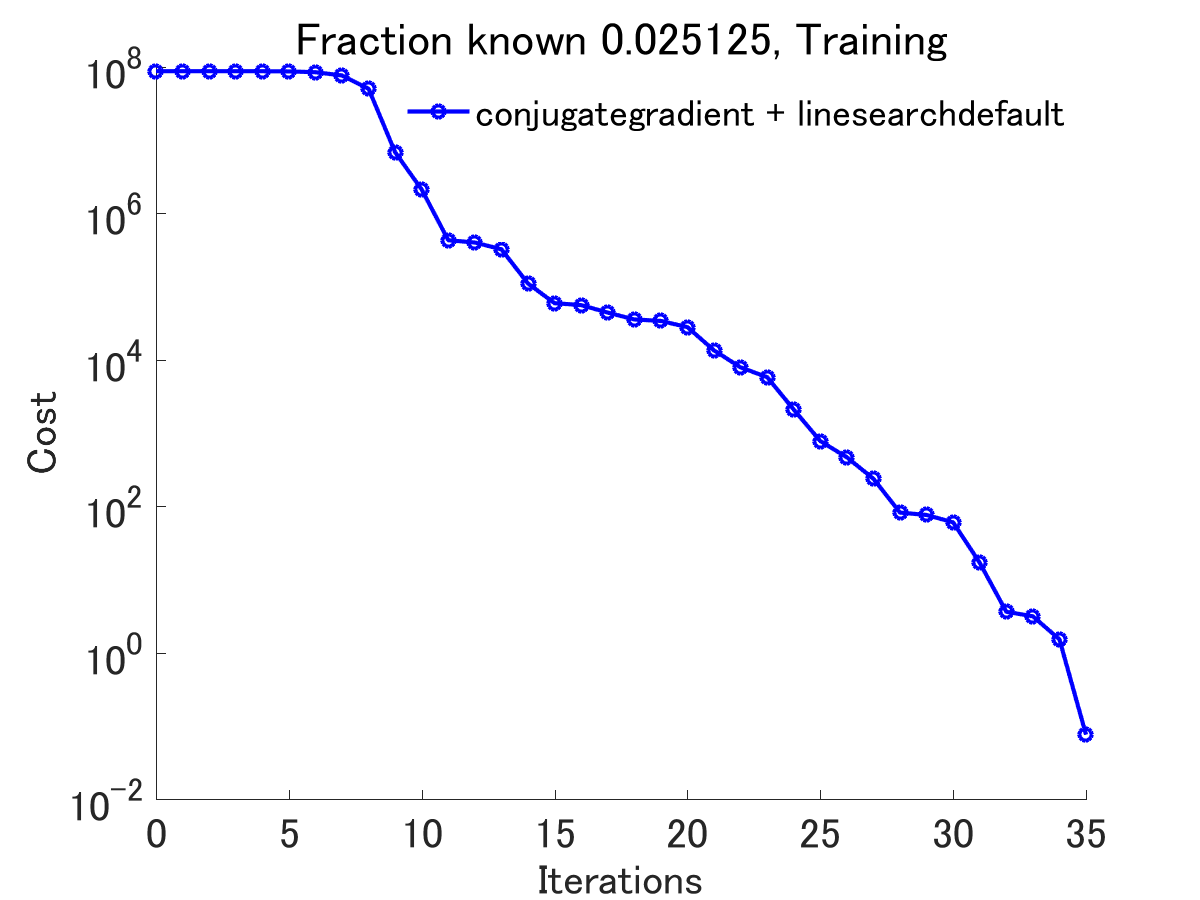 Fraction known 0.025125, Training
conjugategradient + linesearchdefault
10^8
10^6
10^4
10^2
10^0
10^-2
Cost
0 5 10 15 20 25 30 35
Iterations